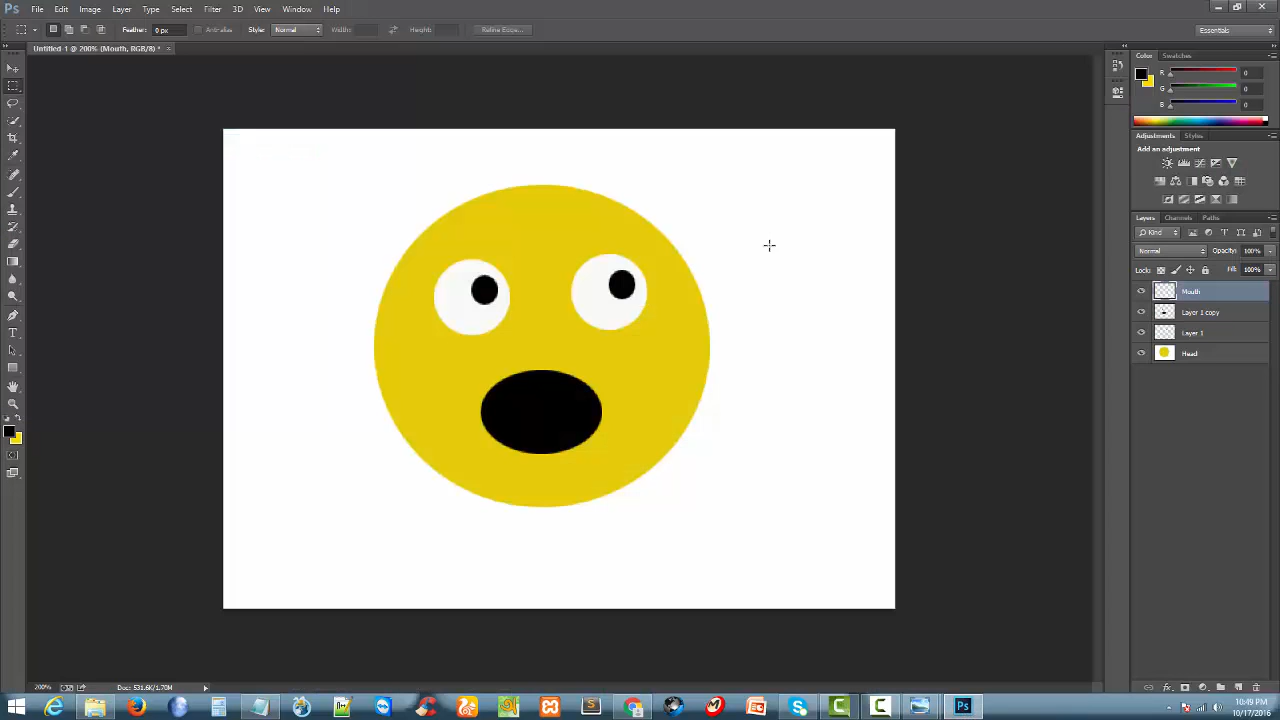 Ps File Edit Image Layer Type Select Filter 3D View Window Help
Feather: 0 px Anti-alias Style: Normal Width: Height: Refine Edge... Essentials
Untitled-1 @ 200% (Mouth, RGB/8) * ×
Color Swatches
R 0
G 0
B 0
Adjustments Styles
Add an adjustment
Layers Channels Paths
Kind
Normal Opacity: 100%
Lock: Fill: 100%
Mouth
Layer 1 copy
Layer 1
Head
200% Doc: 531.6K/1.70M
10:49 PM
10/17/2016